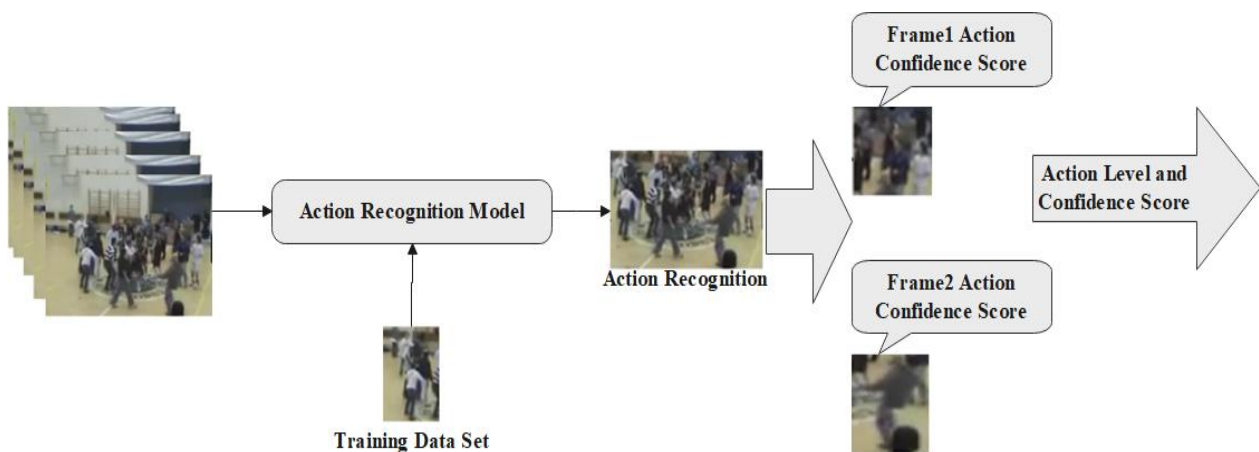 Frame1 Action
Confidence Score
Action Recognition Model
Action Recognition
Action Level and
Confidence Score
Frame2 Action
Confidence Score
Training Data Set